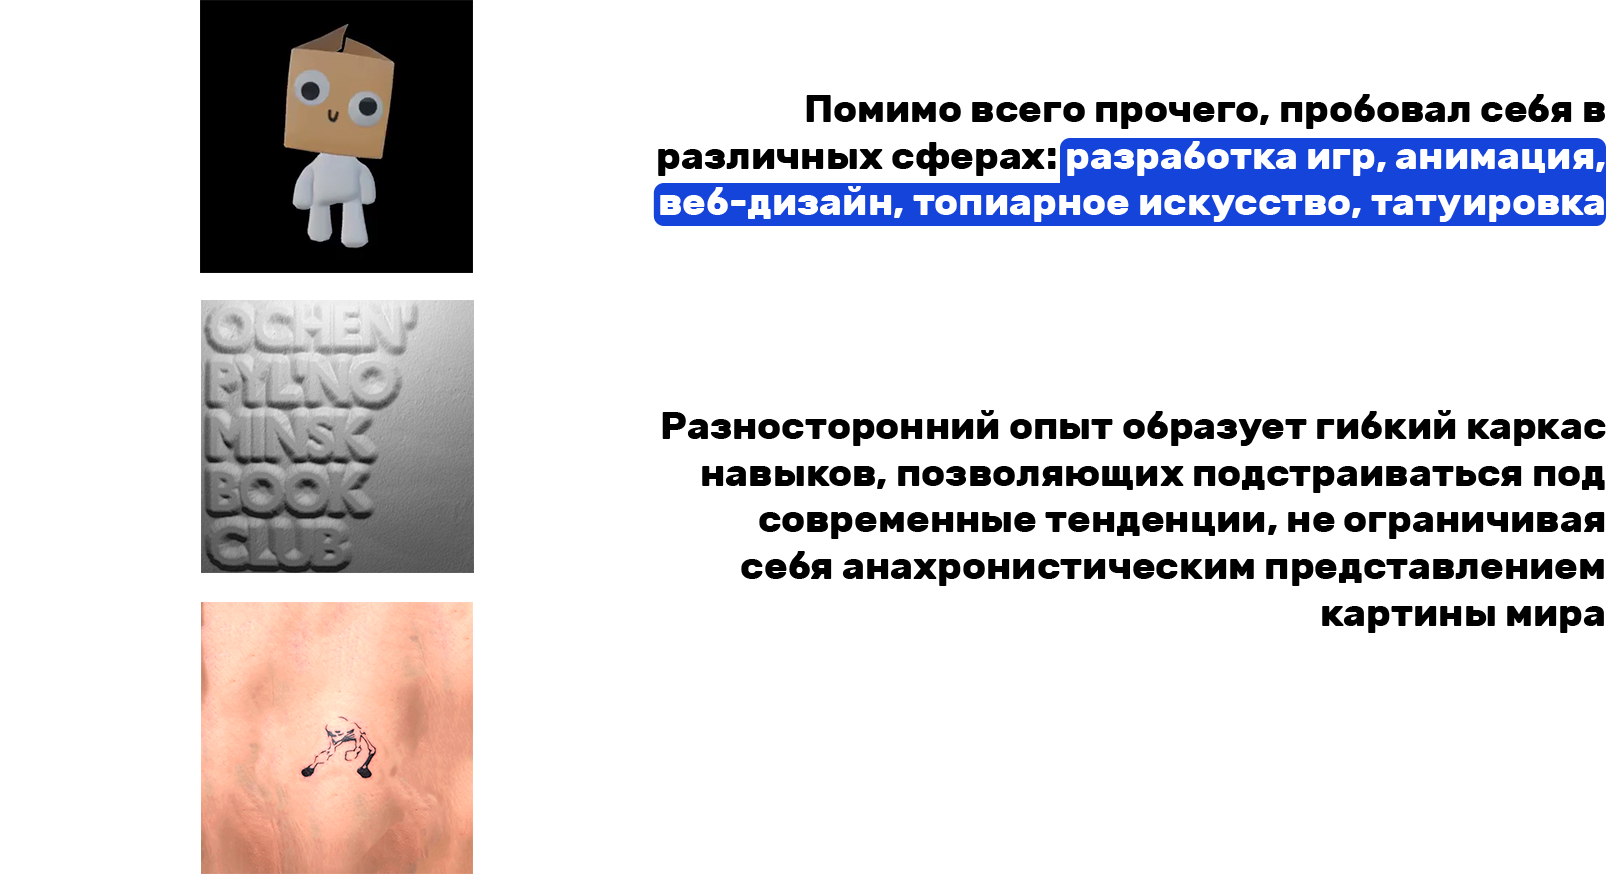 Помимо всего прочего, пробовал себя в
различных сферах: разработка игр, анимация,
веб-дизайн, топиарное искусство, татуировка
OCHEN'
PYL'NO
MINSK
BOOK
CLUB
Разносторонний опыт образует гибкий каркас
навыков, позволяющих подстраиваться под
современные тенденции, не ограничивая
себя анахронистическим представлением
картины мира